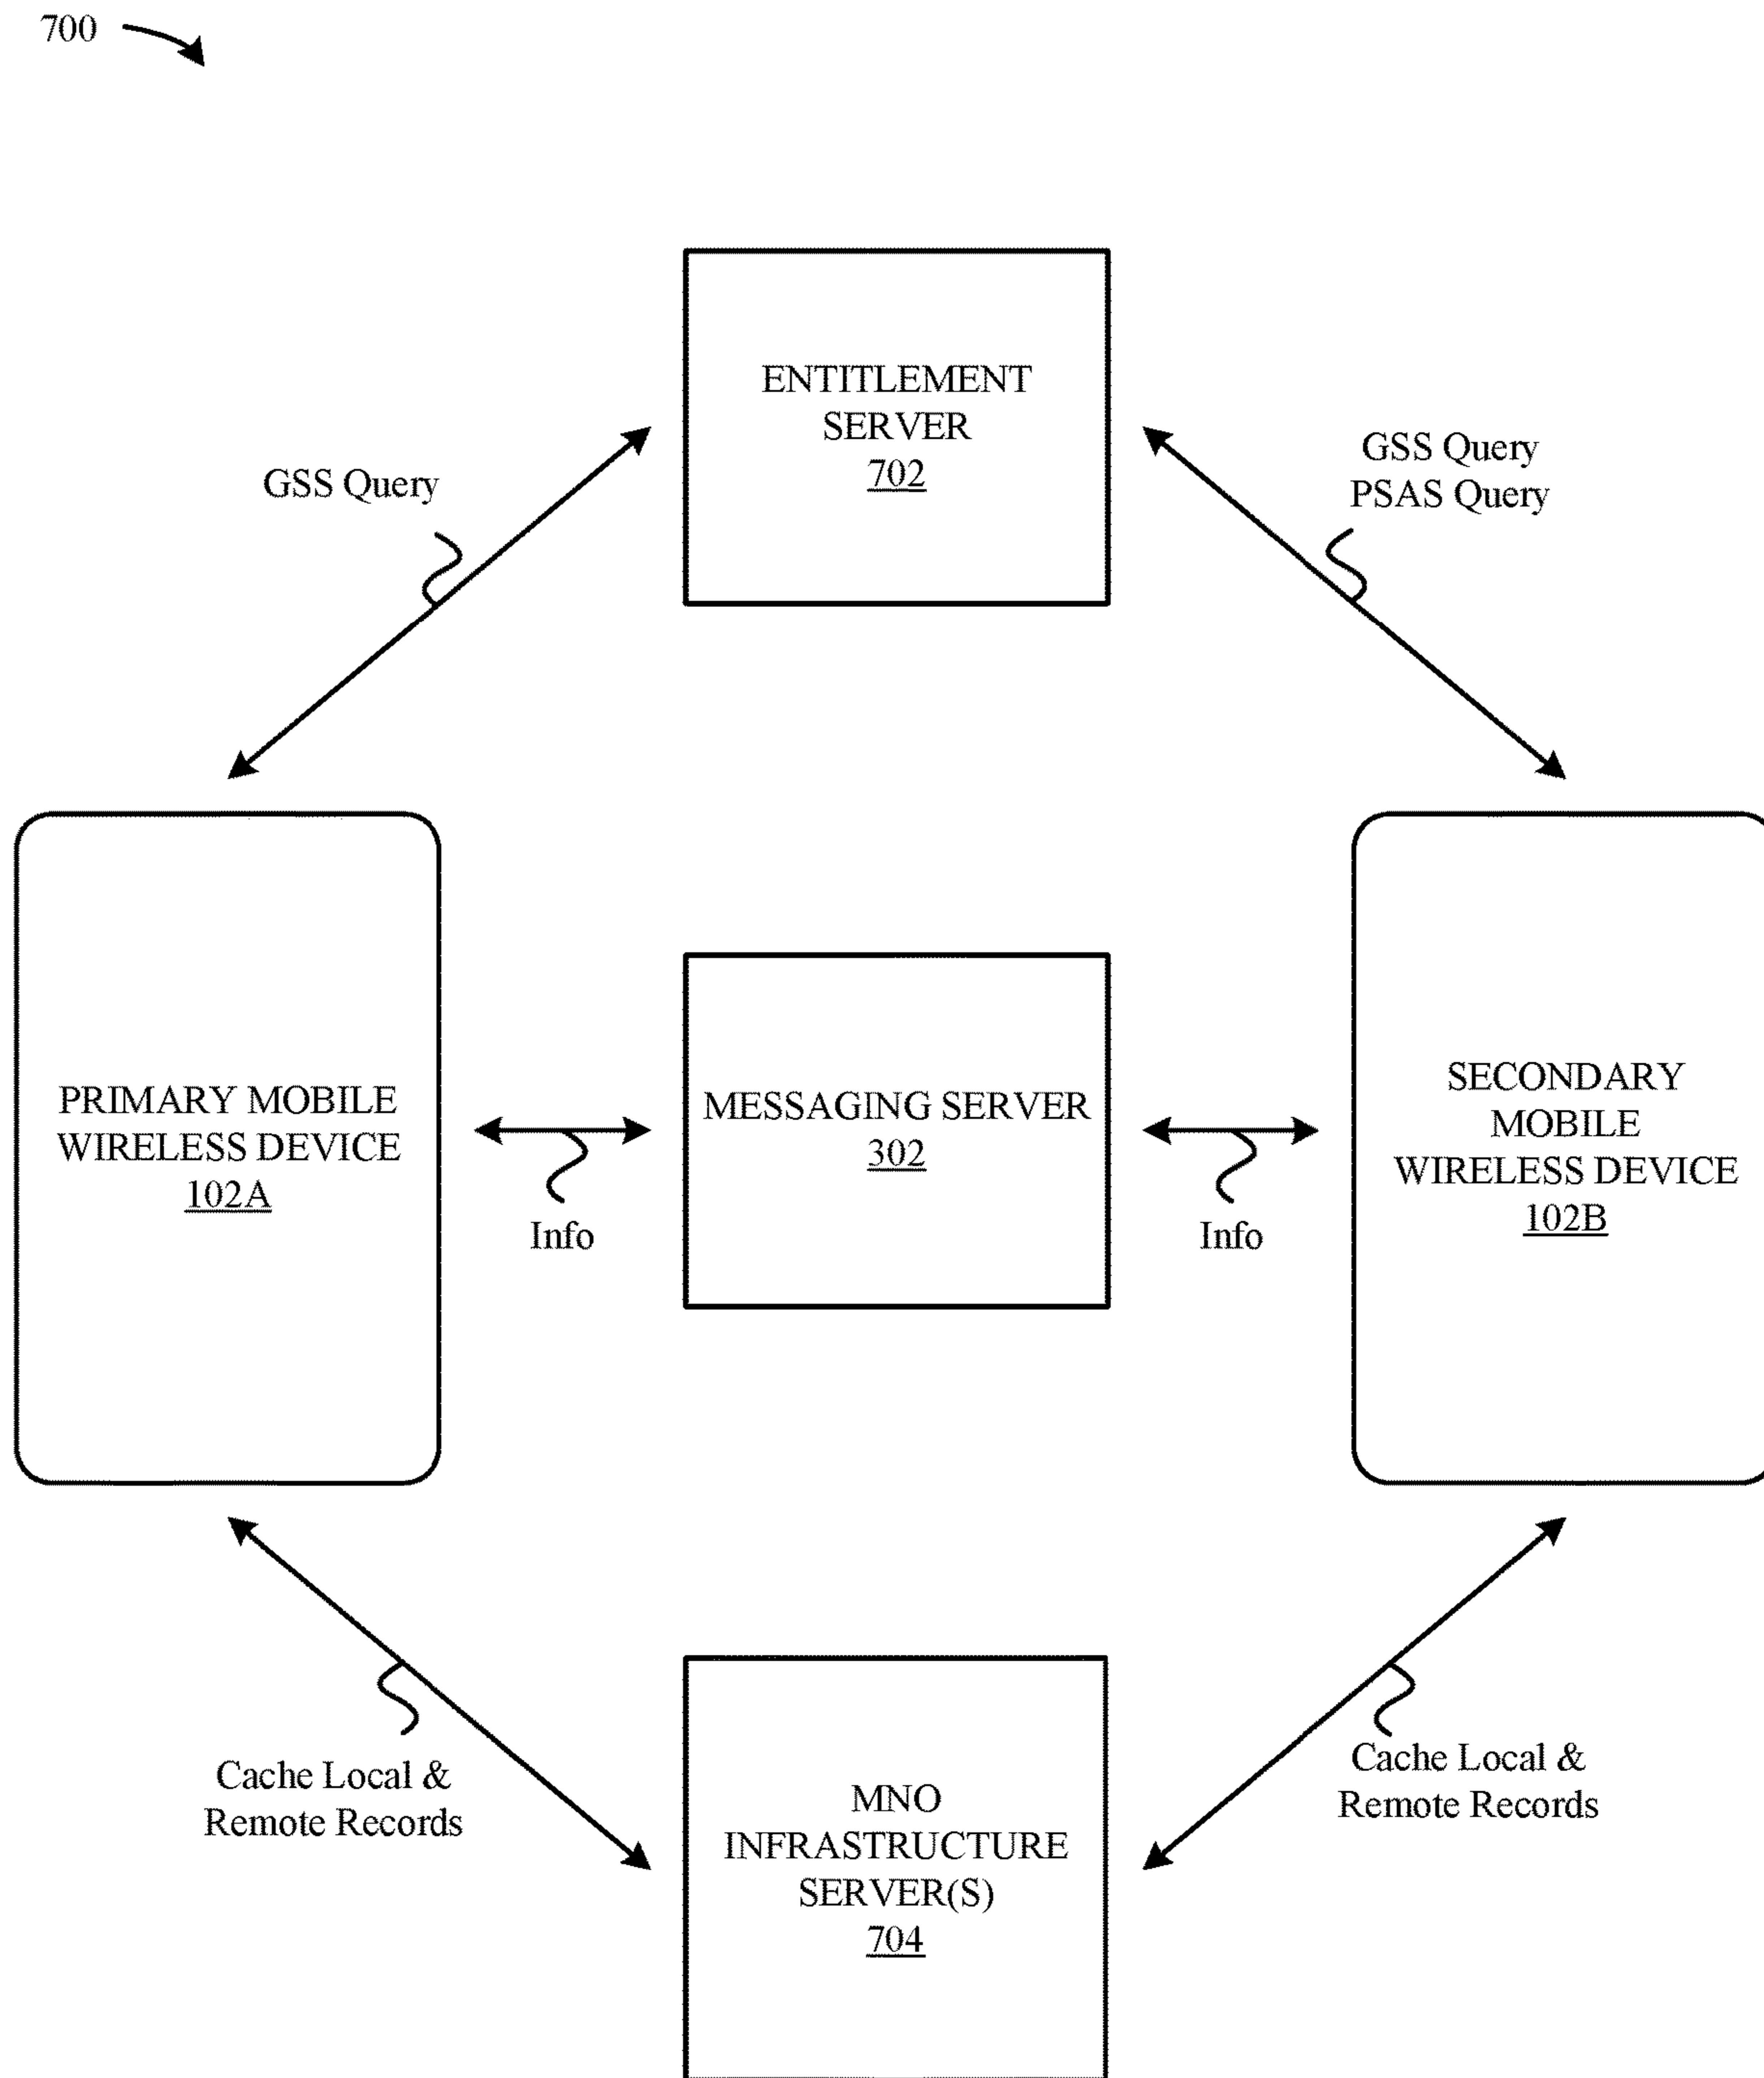 700
ENTITLEMENT
SERVER
702
GSS Query
GSS Query
PSAS Query
PRIMARY MOBILE
WIRELESS DEVICE
102A
MESSAGING SERVER
302
SECONDARY
MOBILE
WIRELESS DEVICE
102B
Info
Info
Cache Local &
Remote Records
MNO
INFRASTRUCTURE
SERVER(S)
704
Cache Local &
Remote Records